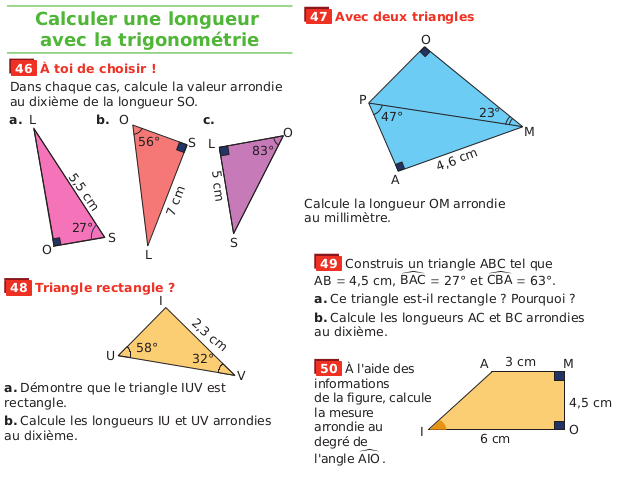 Calculer une longueur
avec la trigonométrie
46 À toi de choisir !
Dans chaque cas, calcule la valeur arrondie
au dixième de la longueur SO.
a. L
5,5 cm
27°
O
S
b. O
56°
S
7 cm
L
c.
L
O
83°
5 cm
S
48 Triangle rectangle ?
I
2,3 cm
U
58°
32°
V
a. Démontre que le triangle IUV est
rectangle.
b. Calcule les longueurs IU et UV arrondies
au dixième.
47 Avec deux triangles
O
P
47°
23°
M
4,6 cm
A
Calcule la longueur OM arrondie
au millimètre.
49 Construis un triangle ABC tel que
AB = 4,5 cm, BAC = 27° et CBA = 63°.
a. Ce triangle est-il rectangle ? Pourquoi ?
b. Calcule les longueurs AC et BC arrondies
au dixième.
50 À l'aide des
informations
de la figure, calcule
la mesure
arrondie au
degré de
l'angle AIO.
A
3 cm
M
4,5 cm
I
6 cm
O